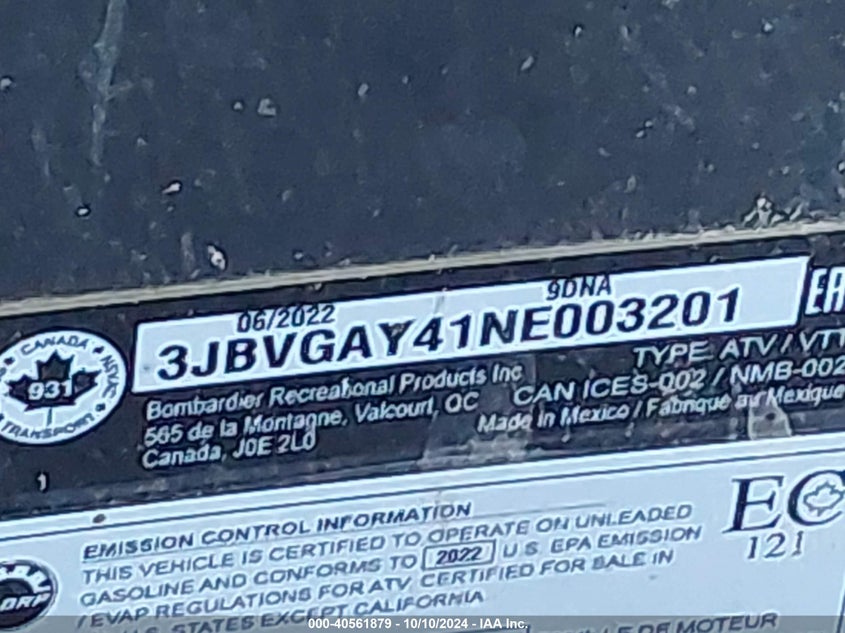 06/2022 9DNA
3JBVGAY41NE003201
CANADA
931
TRANSPORT
Bombardier Recreational Products Inc
565 de la Montagne, Valcourt, QC
Canada, J0E 2L0
TYPE ATV / VTT
CAN ICES-002 / NMB-002
Made in Mexico / Fabriqué au Mexique
EMISSION CONTROL INFORMATION
THIS VEHICLE IS CERTIFIED TO OPERATE ON UNLEADED
GASOLINE AND CONFORMS TO 2022 U.S. EPA EMISSION
/ EVAP REGULATIONS FOR ATV, CERTIFIED FOR SALE IN
STATES EXCEPT CALIFORNIA
EC
121
DE MOTEUR
000-40561879 - 10/10/2024 - IAA Inc.